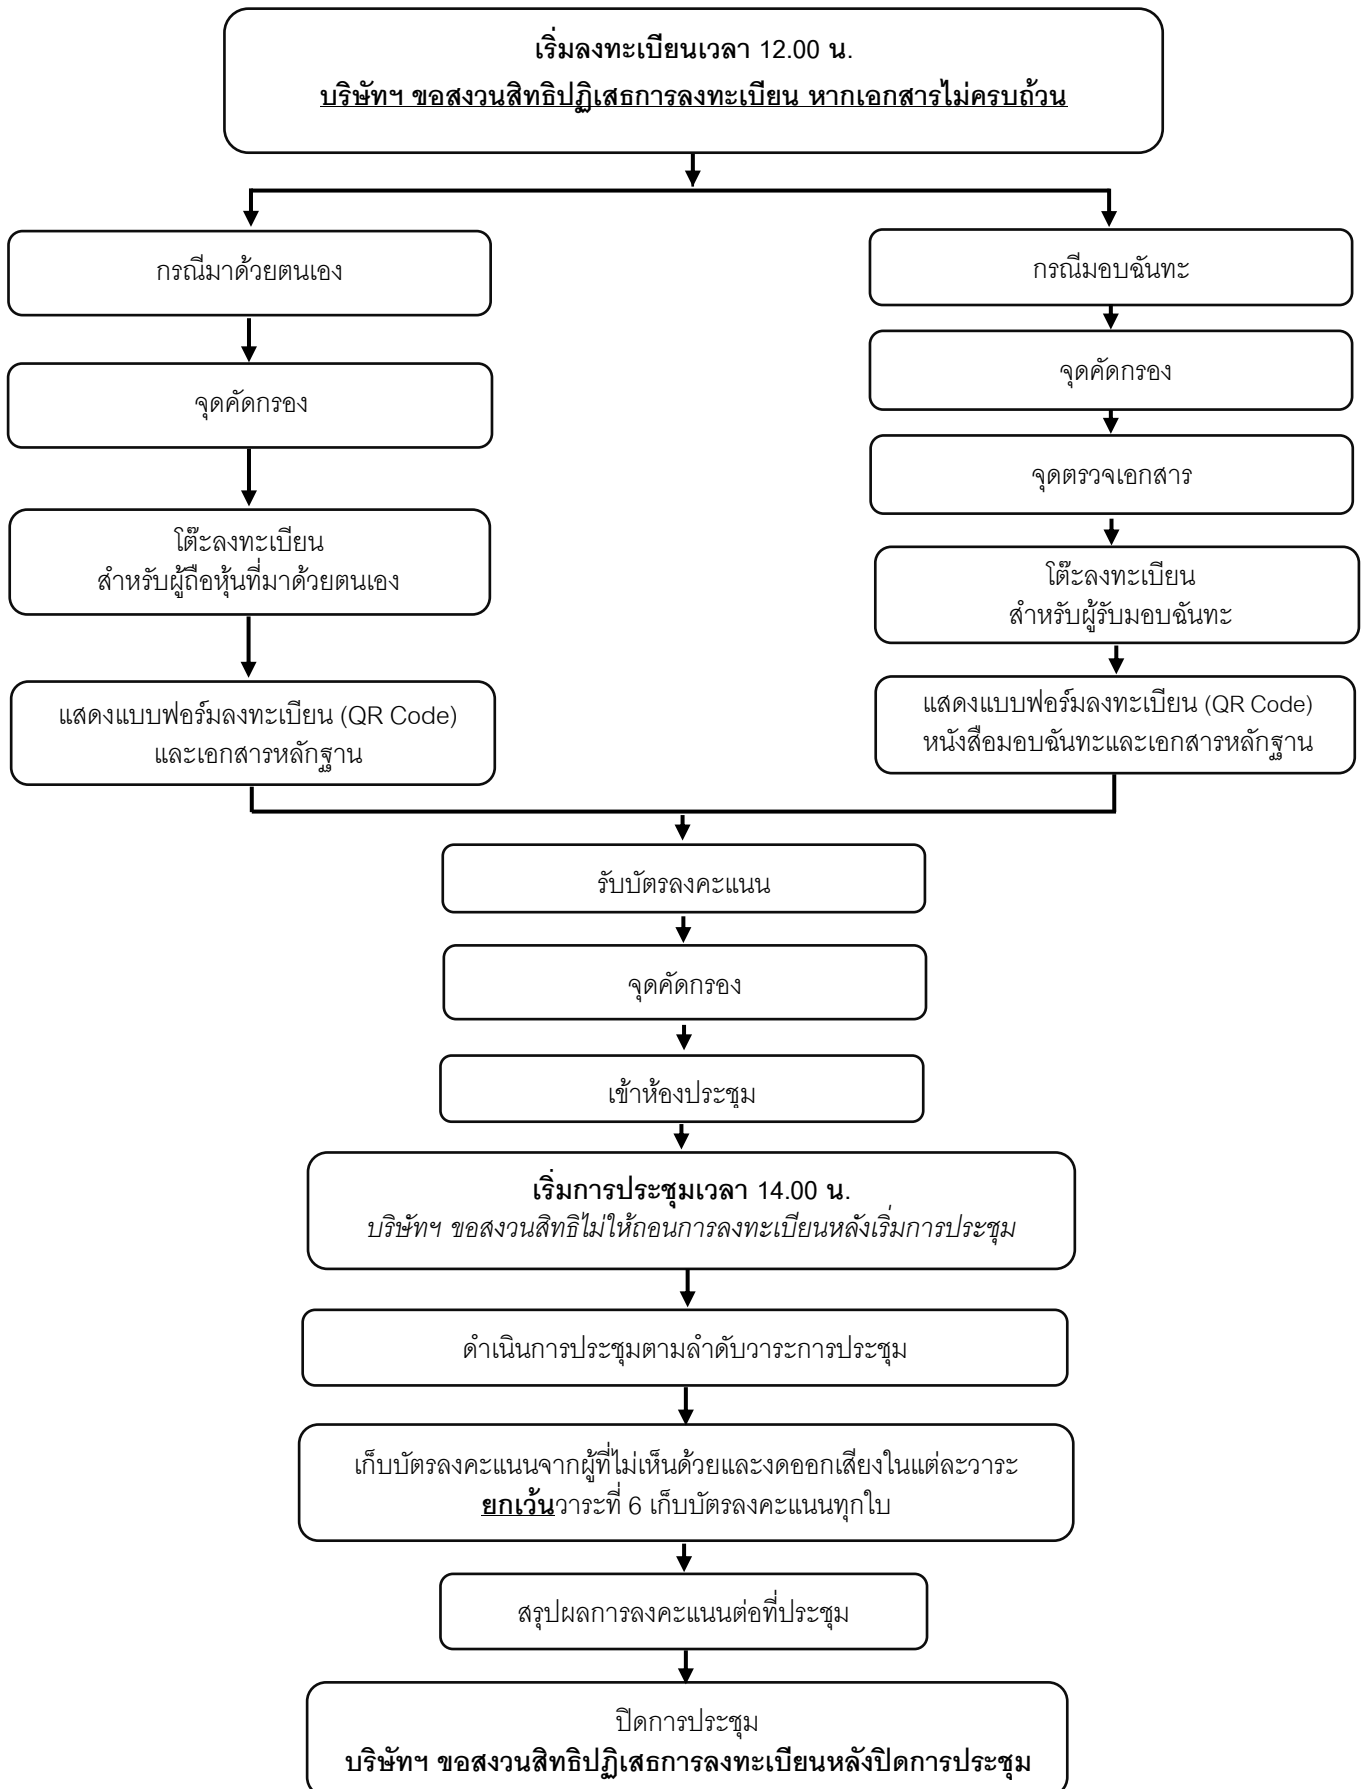 เริ่มลงทะเบียนเวลา 12.00 น.
บริษัทฯ ขอสงวนสิทธิปฏิเสธการลงทะเบียน หากเอกสารไม่ครบถ้วน
กรณีมาด้วยตนเอง
จุดคัดกรอง
โต๊ะลงทะเบียน
สำหรับผู้ถือหุ้นที่มาด้วยตนเอง
แสดงแบบฟอร์มลงทะเบียน (QR Code)
และเอกสารหลักฐาน
กรณีมอบฉันทะ
จุดคัดกรอง
จุดตรวจเอกสาร
โต๊ะลงทะเบียน
สำหรับผู้รับมอบฉันทะ
แสดงแบบฟอร์มลงทะเบียน (QR Code)
หนังสือมอบฉันทะและเอกสารหลักฐาน
รับบัตรลงคะแนน
จุดคัดกรอง
เข้าห้องประชุม
เริ่มการประชุมเวลา 14.00 น.
บริษัทฯ ขอสงวนสิทธิไม่ให้ถอนการลงทะเบียนหลังเริ่มการประชุม
ดำเนินการประชุมตามลำดับวาระการประชุม
เก็บบัตรลงคะแนนจากผู้ที่ไม่เห็นด้วยและงดออกเสียงในแต่ละวาระ
ยกเว้นวาระที่ 6 เก็บบัตรลงคะแนนทุกใบ
สรุปผลการลงคะแนนต่อที่ประชุม
ปิดการประชุม
บริษัทฯ ขอสงวนสิทธิปฏิเสธการลงทะเบียนหลังปิดการประชุม